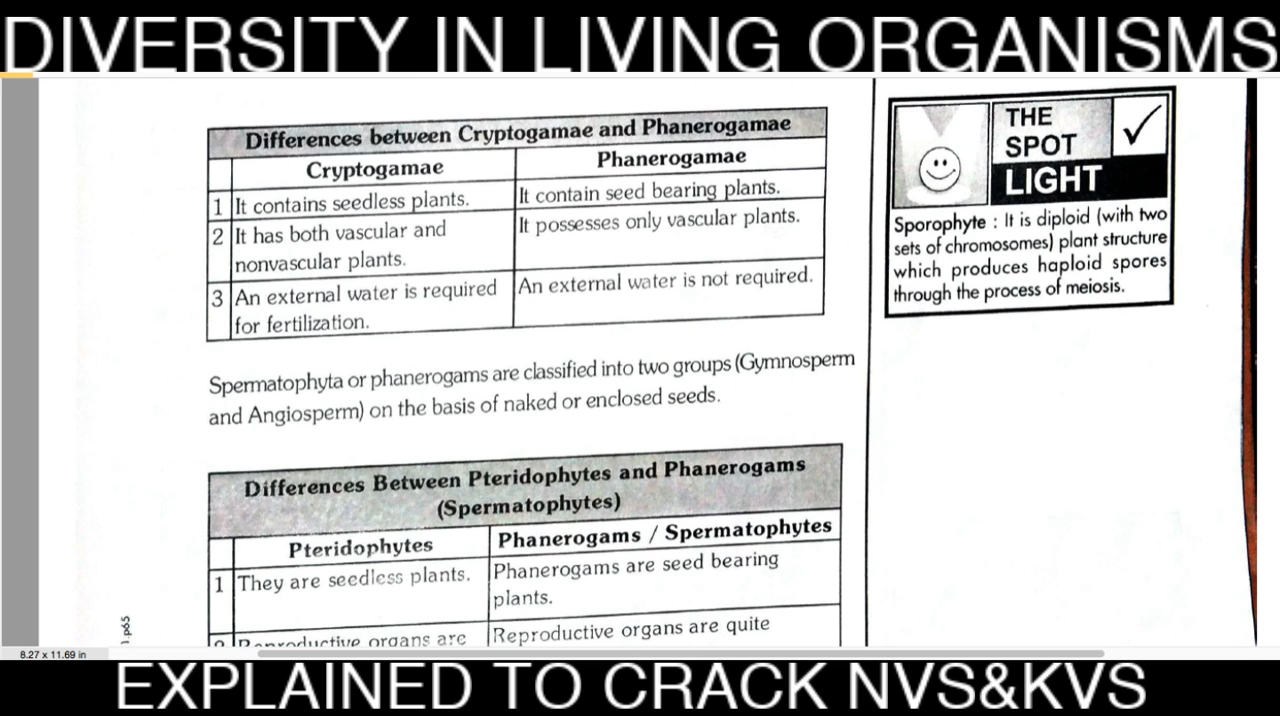 DIVERSITY IN LIVING ORGANISMS
Differences between Cryptogamae and Phanerogamae
Cryptogamae
Phanerogamae
1 It contains seedless plants.
It contain seed bearing plants.
2 It has both vascular and
nonvascular plants.
It possesses only vascular plants.
3 An external water is required
for fertilization.
An external water is not required.
Spermatophyta or phanerogams are classified into two groups (Gymnosperm
and Angiosperm) on the basis of naked or enclosed seeds.
Differences Between Pteridophytes and Phanerogams
(Spermatophytes)
Pteridophytes
Phanerogams / Spermatophytes
1 They are seedless plants.
Phanerogams are seed bearing
plants.
Reproductive organs are
Reproductive organs are quite
THE
SPOT
LIGHT
Sporophyte : It is diploid (with two
sets of chromosomes) plant structure
which produces haploid spores
through the process of meiosis.
1.p65
8.27 x 11.69 in
EXPLAINED TO CRACK NVS&KVS